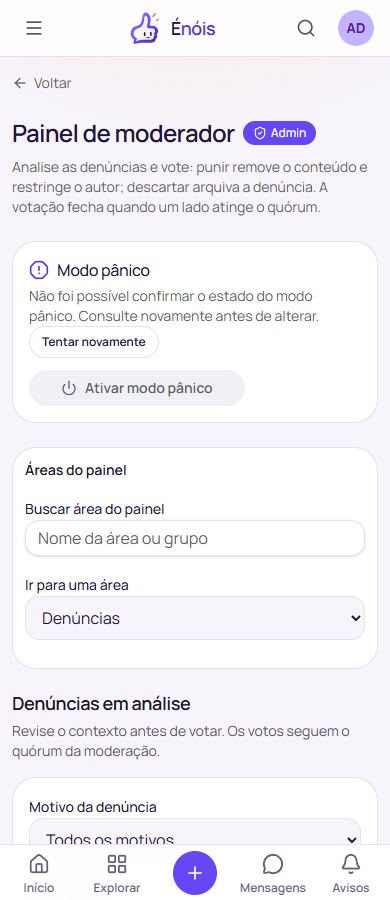 Énóis
AD
Voltar
Painel de moderador
Admin
Analise as denúncias e vote: punir remove o conteúdo e
restringe o autor; descartar arquiva a denúncia. A
votação fecha quando um lado atinge o quórum.
Modo pânico
Não foi possível confirmar o estado do modo
pânico. Consulte novamente antes de alterar.
Tentar novamente
Ativar modo pânico
Áreas do painel
Buscar área do painel
Nome da área ou grupo
Ir para uma área
Denúncias
Denúncias em análise
Revise o contexto antes de votar. Os votos seguem o
quórum da moderação.
Motivo da denúncia
Todos os motivos
Início
Explorar
Mensagens
Avisos